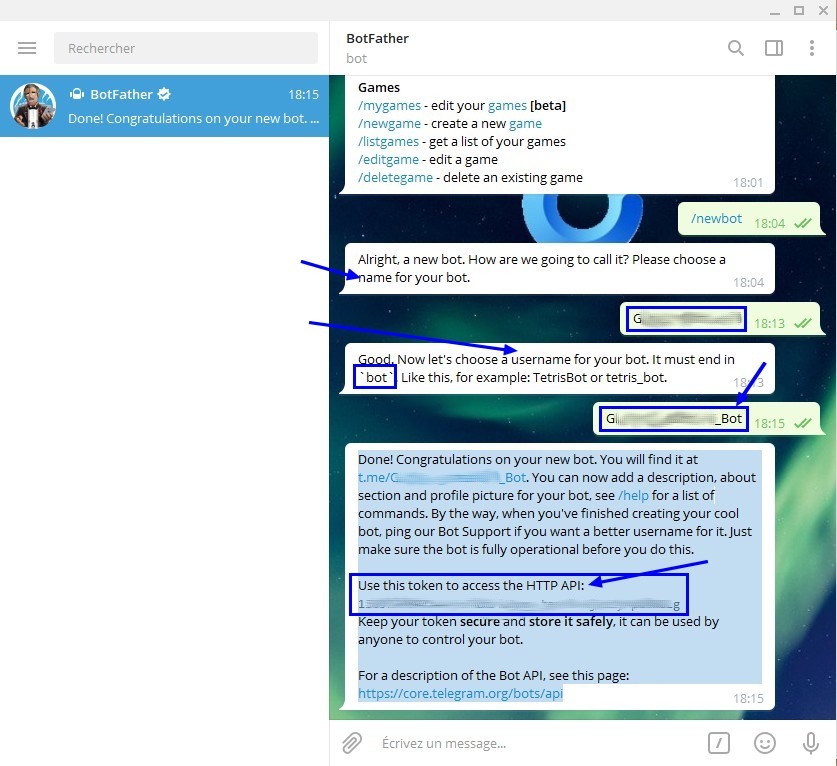 Rechercher
BotFather
bot
BotFather 18:15
Done! Congratulations on your new bot. ...
Games
/mygames - edit your games [beta]
/newgame - create a new game
/listgames - get a list of your games
/editgame - edit a game
/deletegame - delete an existing game
18:01
/newbot 18:04
Alright, a new bot. How are we going to call it? Please choose a
name for your bot.
18:04
18:13
Good. Now let's choose a username for your bot. It must end in
`bot`. Like this, for example: TetrisBot or tetris_bot.
_Bot 18:15
Done! Congratulations on your new bot. You will find it at
_Bot. You can now add a description, about
section and profile picture for your bot, see /help for a list of
commands. By the way, when you've finished creating your cool
bot, ping our Bot Support if you want a better username for it. Just
make sure the bot is fully operational before you do this.
Use this token to access the HTTP API:
Keep your token secure and store it safely, it can be used by
anyone to control your bot.
For a description of the Bot API, see this page:
https://core.telegram.org/bots/api
18:15
Écrivez un message...